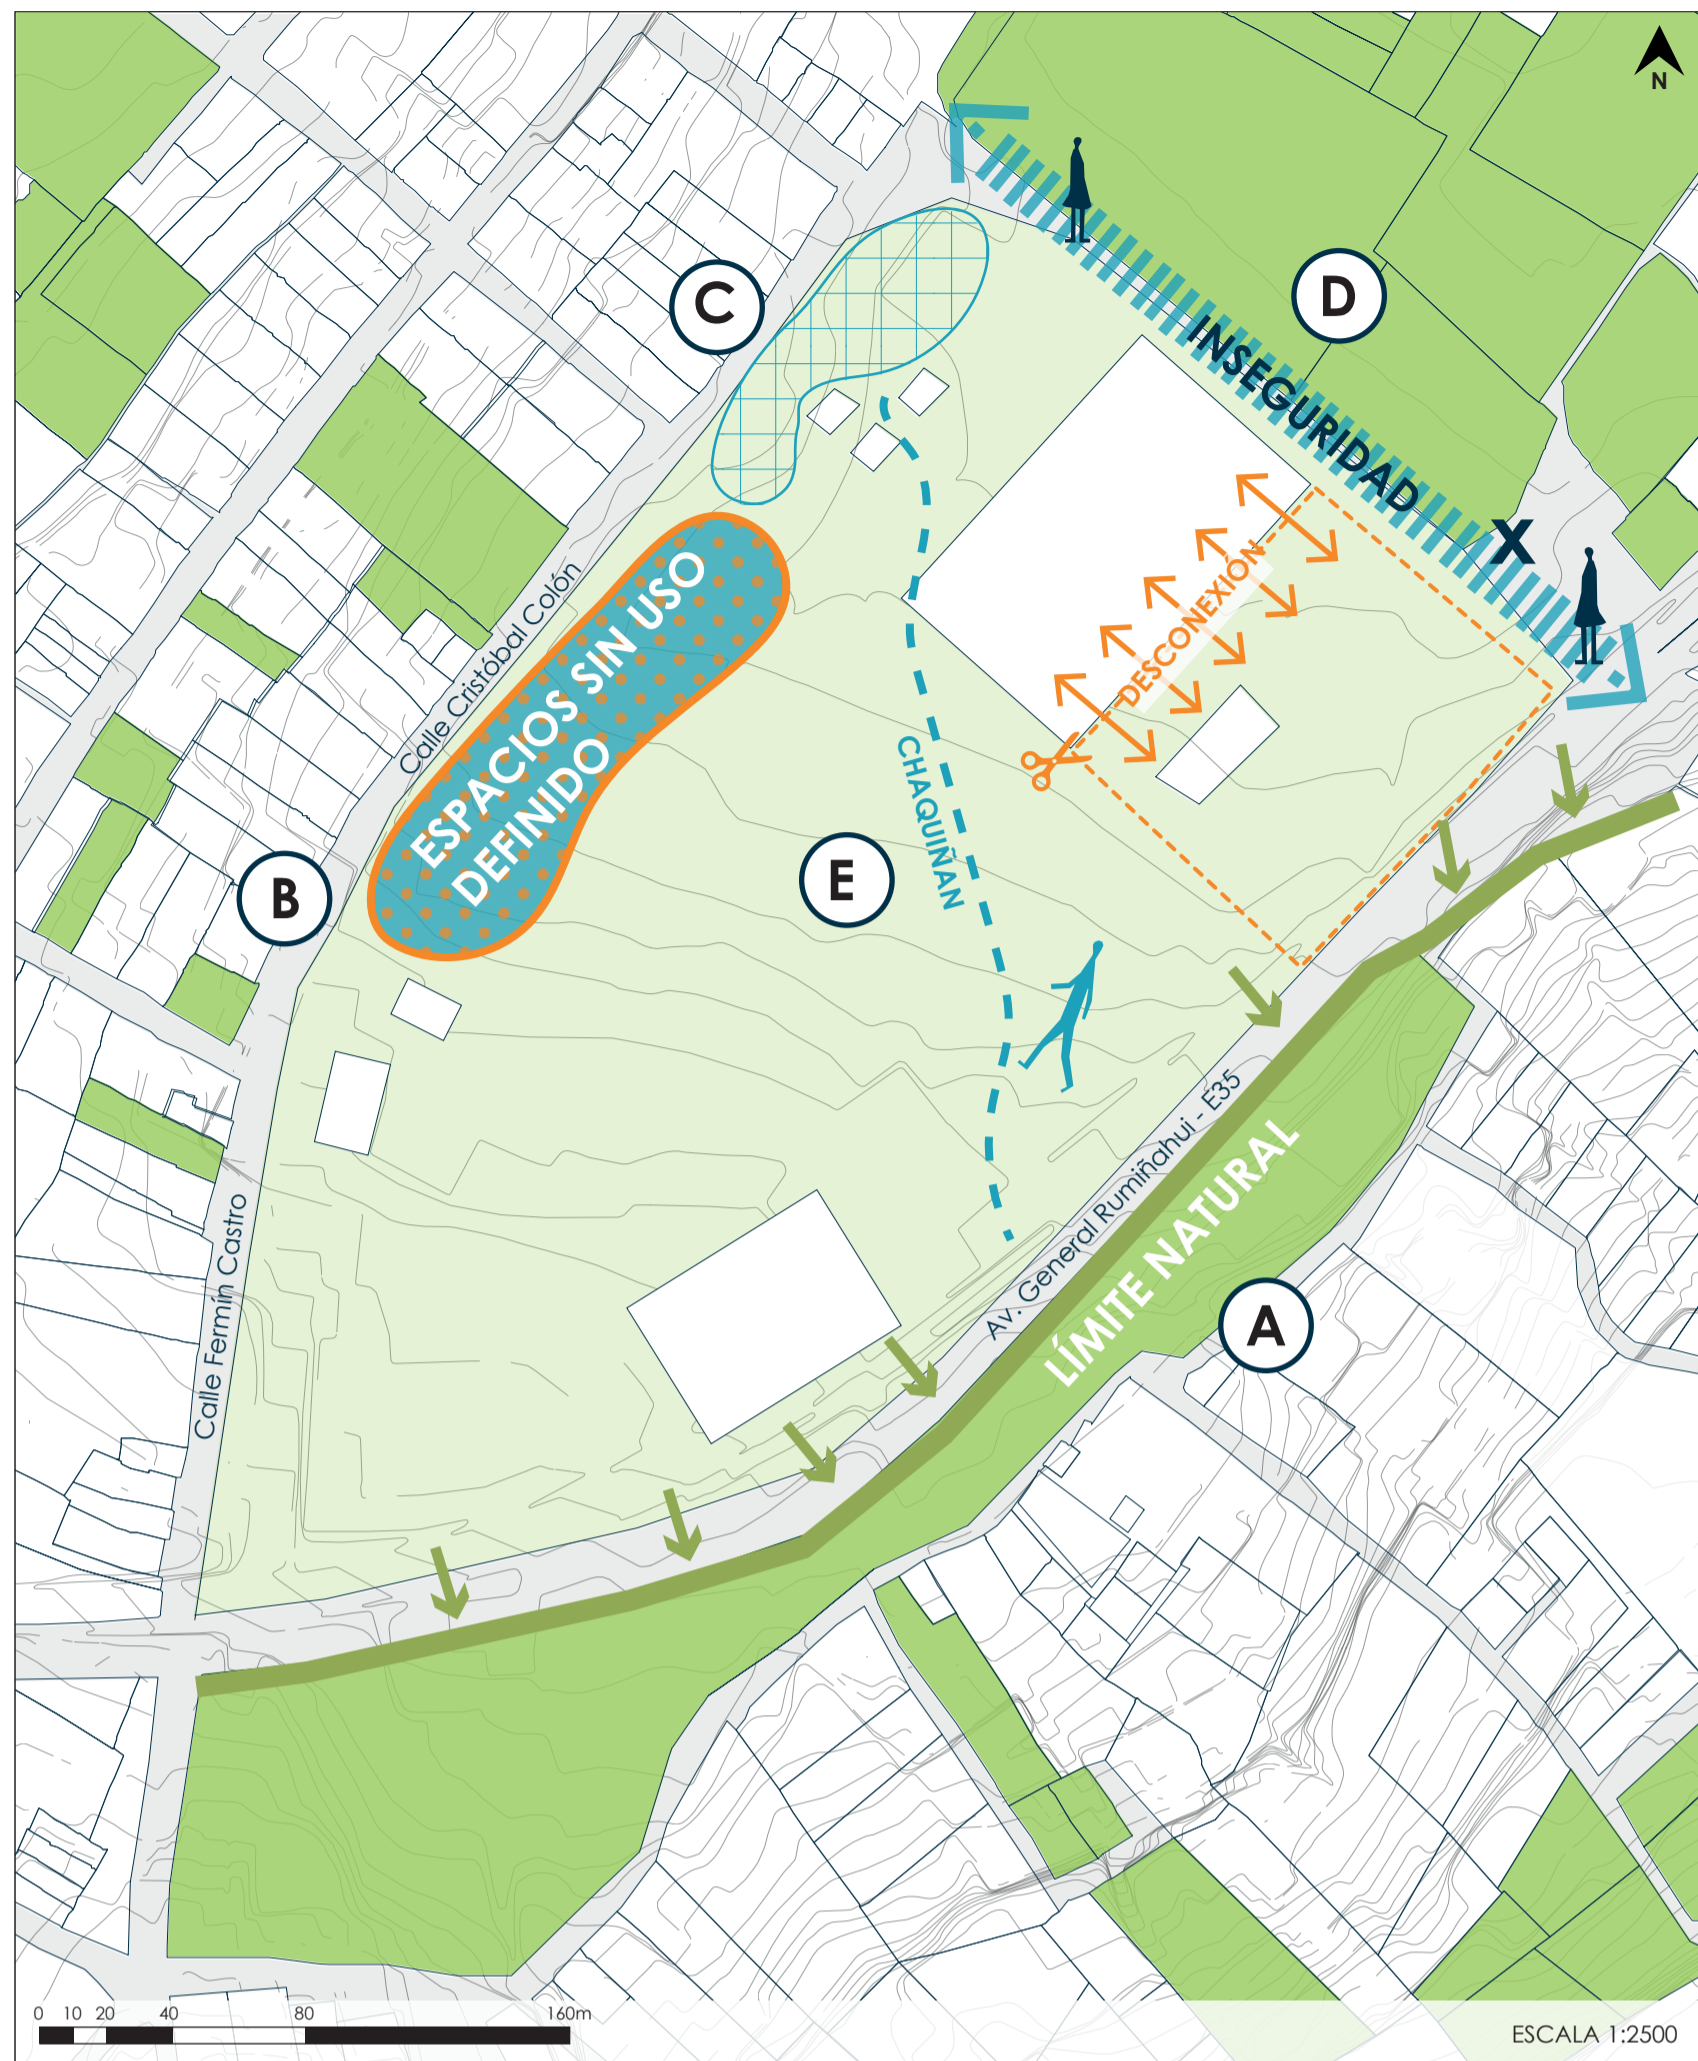 N
C
D
INSEGURIDAD
X
DESCONEXIÓN
ESPACIOS SIN USO
DEFINIDO
Calle Cristóbal Colón
CHAQUIÑAN
B
E
Calle Fermín Castro
Av. General Rumiñahui - E35
LÍMITE NATURAL
A
0 10 20 40 80 160m
ESCALA 1:2500